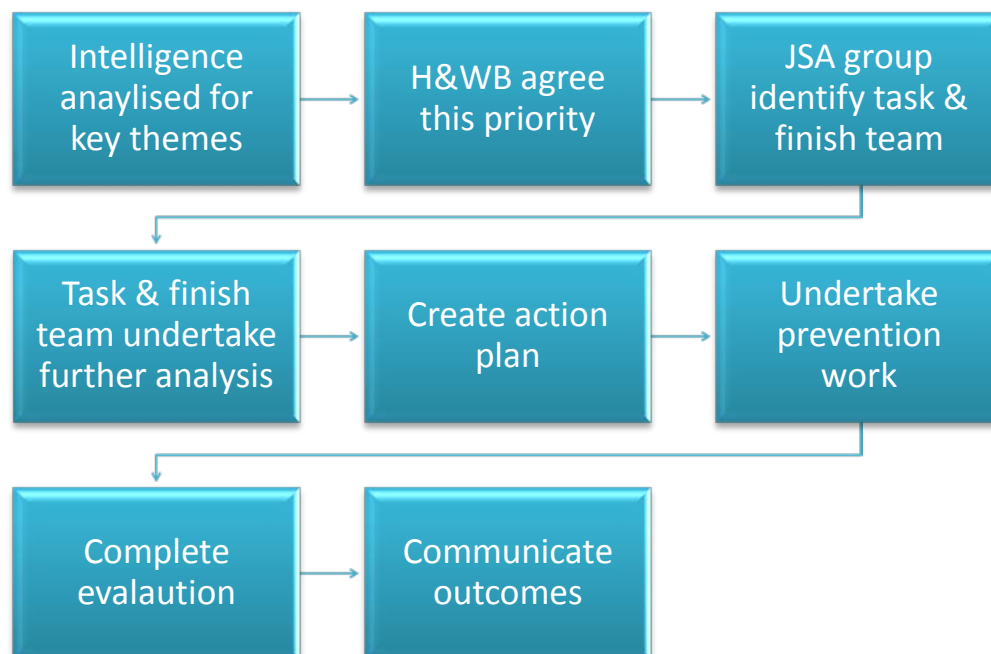 Intelligence
anaylised for
key themes
H&WB agree
this priority
JSA group
identify task &
finish team
Task & finish
team undertake
further analysis
Create action
plan
Undertake
prevention
work
Complete
evalaution
Communicate
outcomes